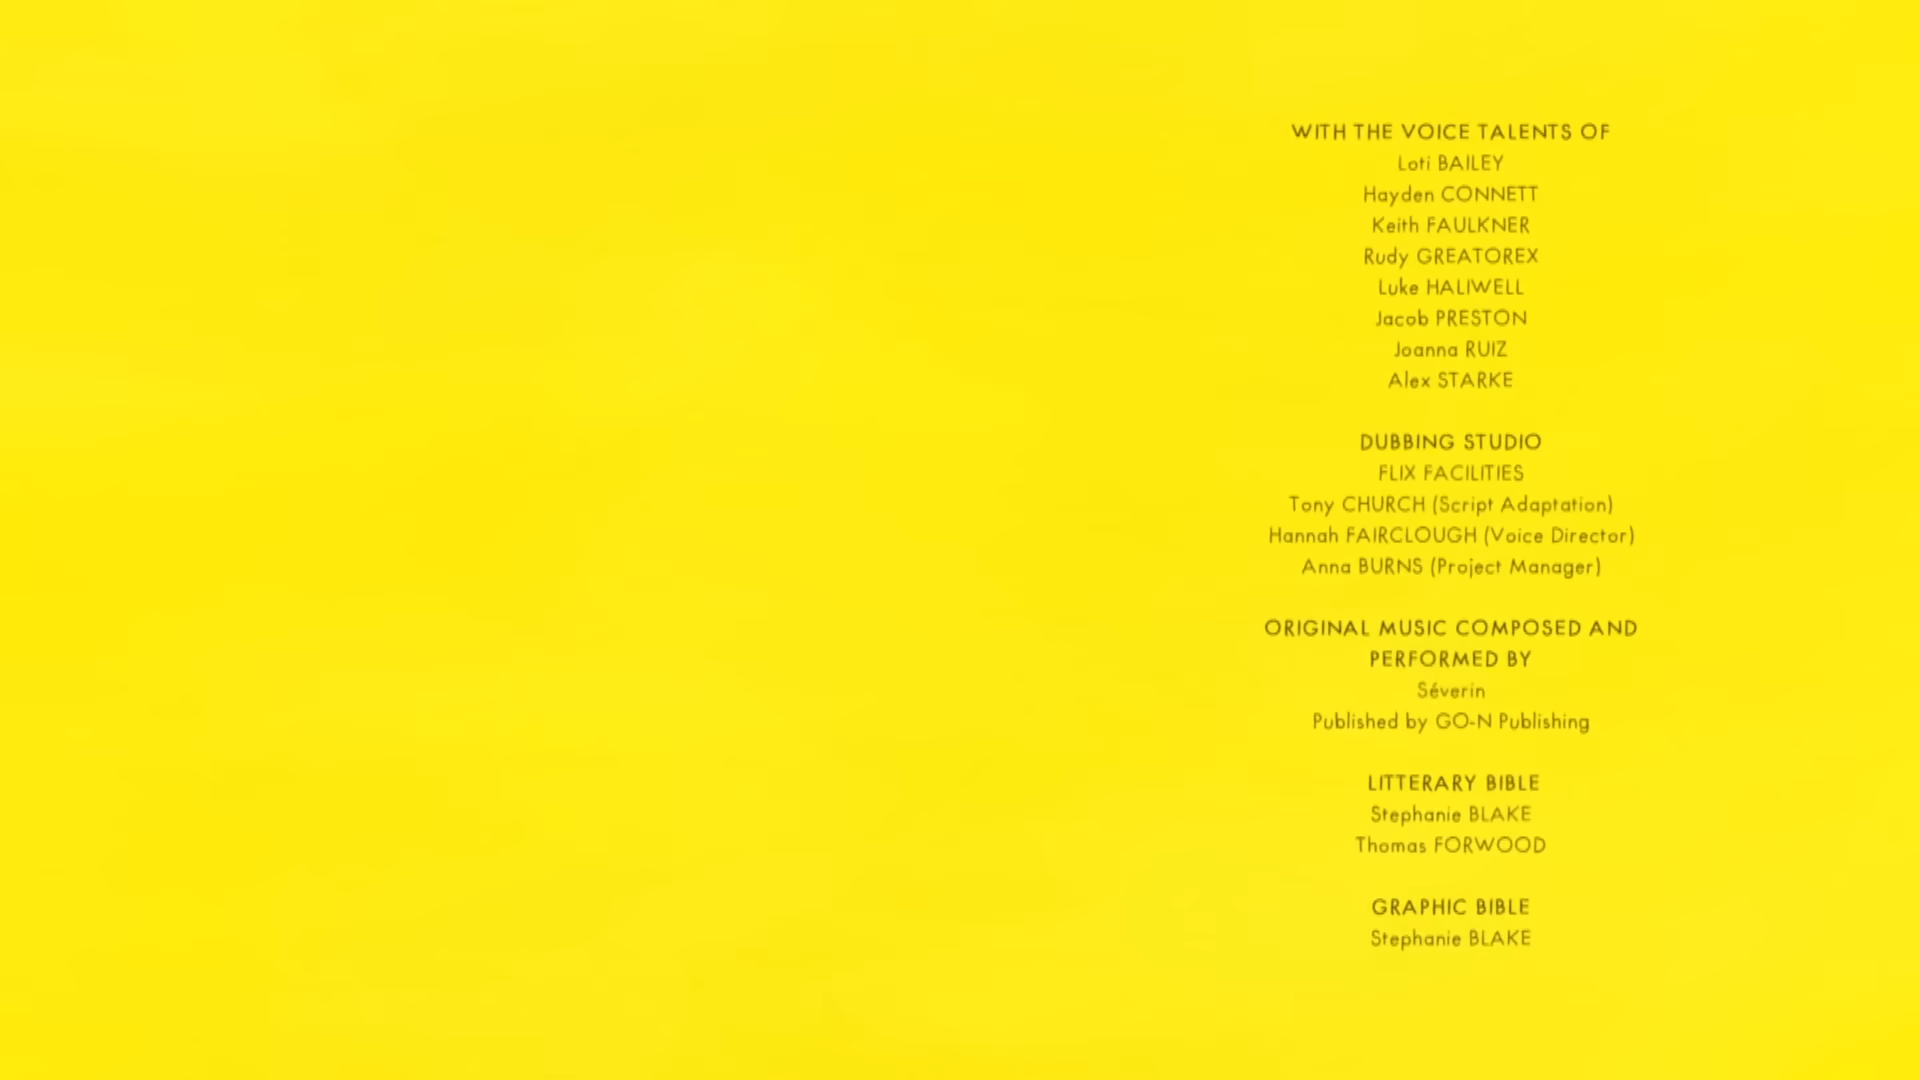 WITH THE VOICE TALENTS OF
Loti BAILEY
Hayden CONNETT
Keith FAULKNER
Rudy GREATOREX
Luke HALIWELL
Jacob PRESTON
Joanna RUIZ
Alex STARKE
DUBBING STUDIO
FLIX FACILITIES
Tony CHURCH (Script Adaptation)
Hannah FAIRCLOUGH (Voice Director)
Anna BURNS (Project Manager)
ORIGINAL MUSIC COMPOSED AND
PERFORMED BY
Séverin
Published by GO-N Publishing
LITTERARY BIBLE
Stephanie BLAKE
Thomas FORWOOD
GRAPHIC BIBLE
Stephanie BLAKE